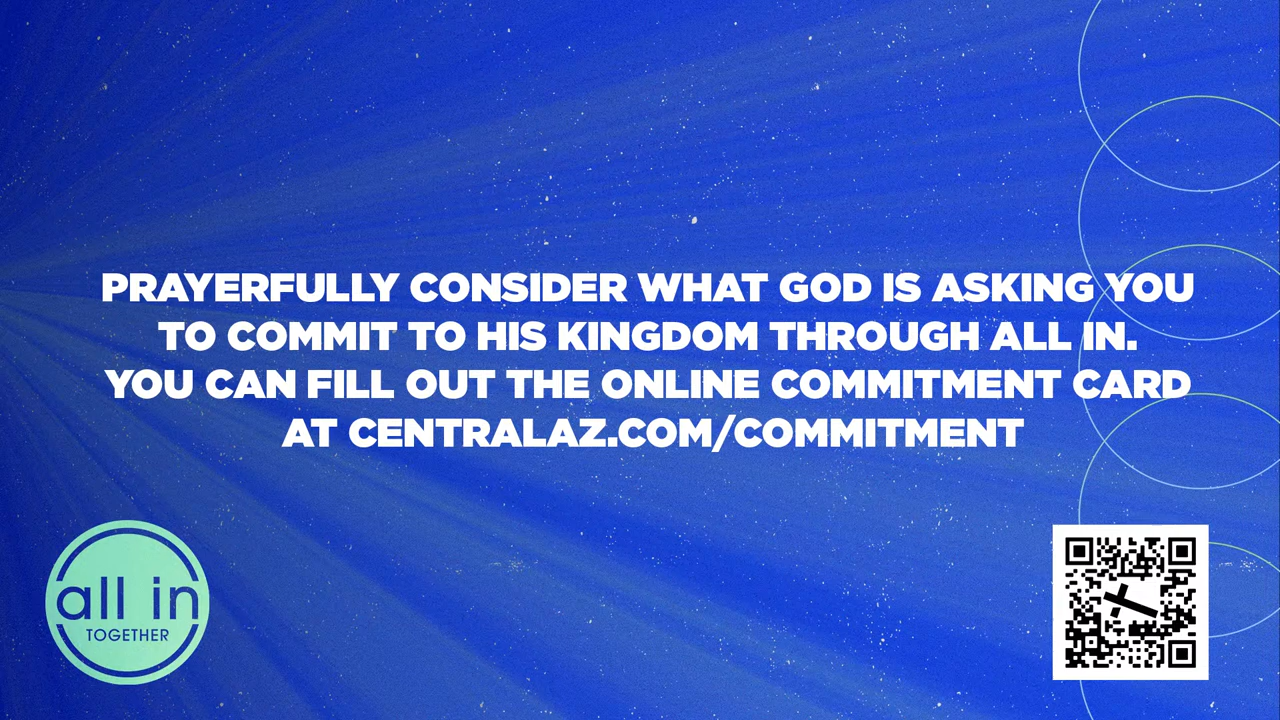 PRAYERFULLY CONSIDER WHAT GOD IS ASKING YOU
TO COMMIT TO HIS KINGDOM THROUGH ALL IN.
YOU CAN FILL OUT THE ONLINE COMMITMENT CARD
AT CENTRALAZ.COM/COMMITMENT
all in
TOGETHER